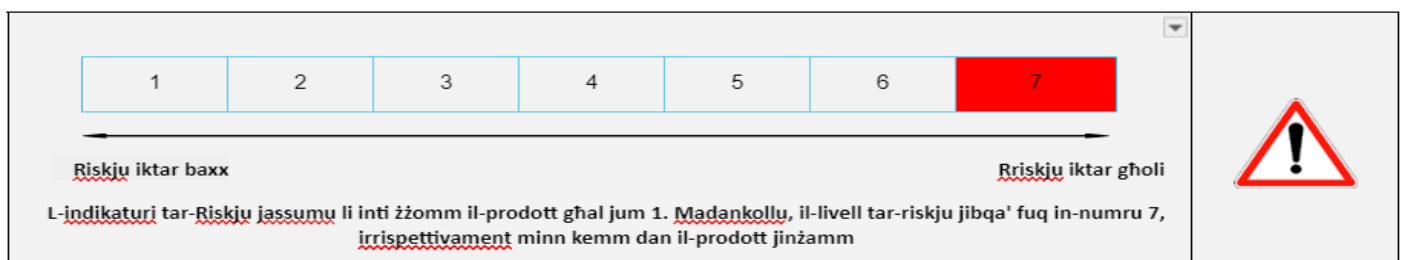 1 2 3 4 5 6 7
Riskju iktar baxx Rriskju iktar għoli
L-indikaturi tar-Riskju jassumu li inti żżomm il-prodott għal jum 1. Madankollu, il-livell tar-riskju jibqa' fuq in-numru 7,
irrispettivament minn kemm dan il-prodott jinżamm